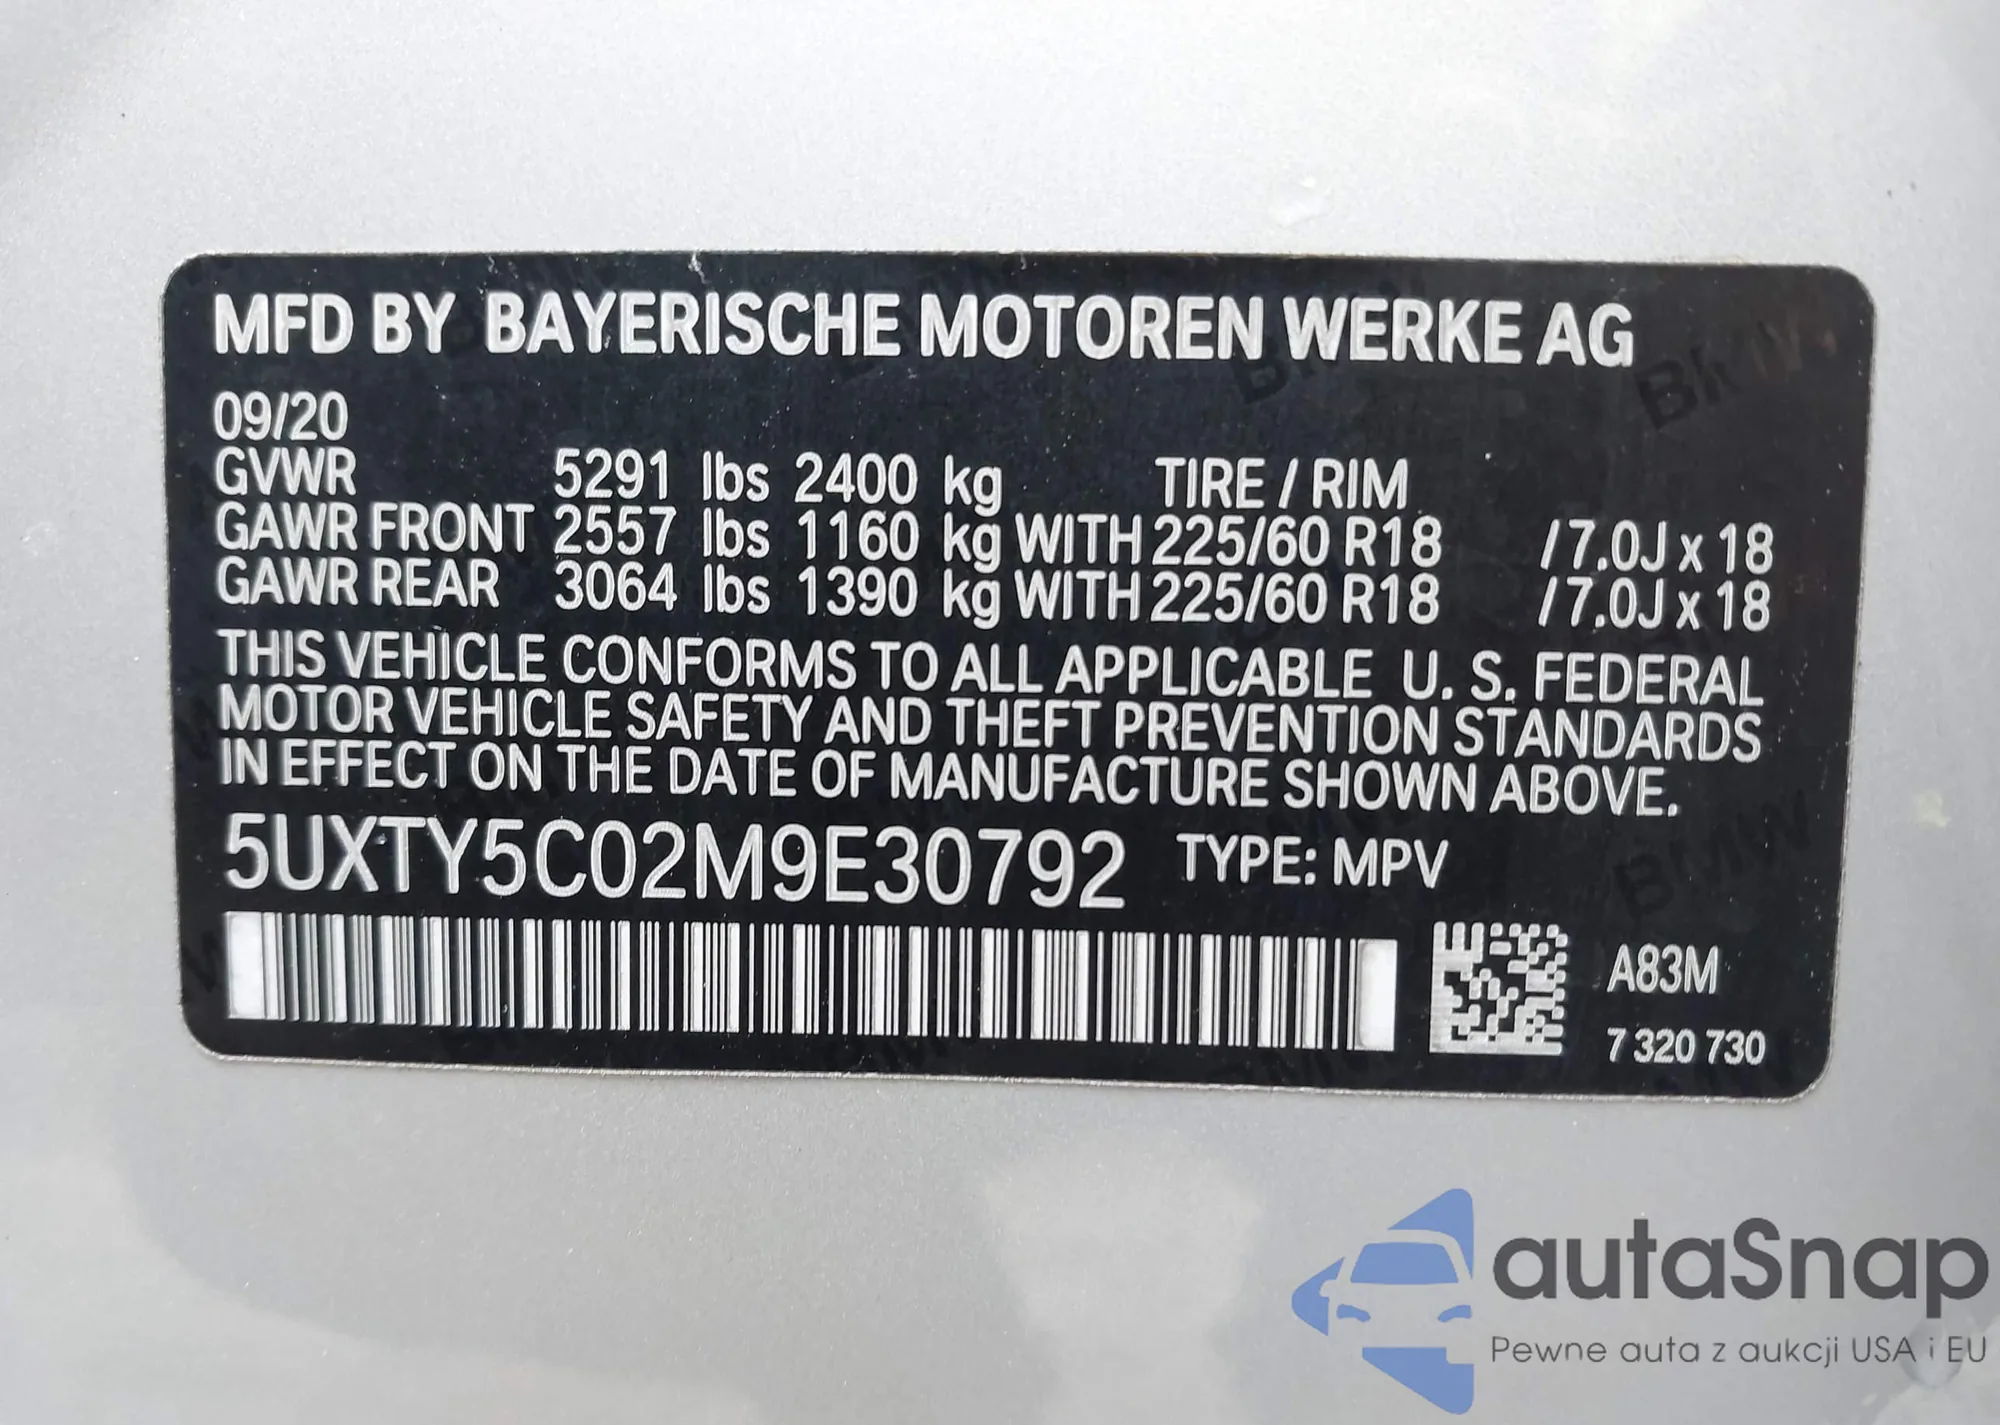 MFD BY BAYERISCHE MOTOREN WERKE AG
09/20
GVWR 5291 lbs 2400 kg TIRE / RIM
GAWR FRONT 2557 lbs 1160 kg WITH 225/60 R18 /7.0J x 18
GAWR REAR 3064 lbs 1390 kg WITH 225/60 R18 /7.0J x 18
THIS VEHICLE CONFORMS TO ALL APPLICABLE U. S. FEDERAL
MOTOR VEHICLE SAFETY AND THEFT PREVENTION STANDARDS
IN EFFECT ON THE DATE OF MANUFACTURE SHOWN ABOVE.
5UXTY5C02M9E30792 TYPE: MPV
A83M
7 320 730
autaSnap
Pewne auta z aukcji USA i EU